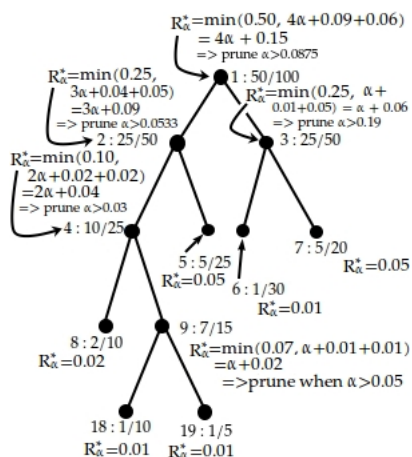 R*α=min(0.50, 4α+0.09+0.06)
= 4α + 0.15
=> prune α>0.0875
1 : 50/100
R*α=min(0.25,
3α+0.04+0.05)
=3α+0.09
=> prune α>0.0533
2 : 25/50
R*α=min(0.25, α+
0.01+0.05) = α + 0.06
=> prune α>0.19
3 : 25/50
R*α=min(0.10,
2α+0.02+0.02)
=2α+0.04
=> prune α>0.03
4 : 10/25
5 : 5/25
R*α=0.05
6 : 1/30
R*α=0.01
7 : 5/20
R*α=0.05
8 : 2/10
R*α=0.02
9 : 7/15
R*α=min(0.07, α+0.01+0.01)
=α+0.02
=>prune when α>0.05
18 : 1/10
R*α=0.01
19 : 1/5
R*α=0.01